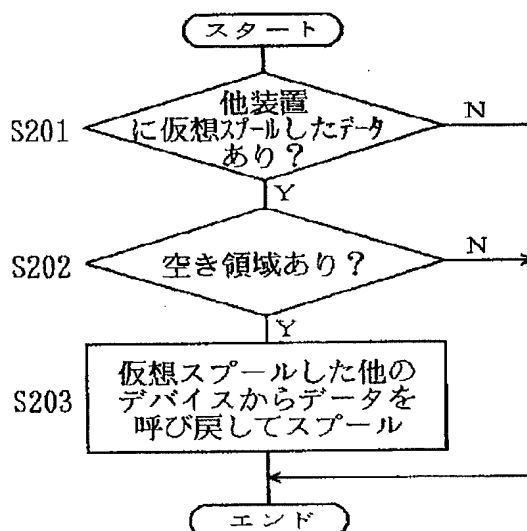 スタート
他装置
S201
に仮想スプールしたデータ
あり？
N
Y
S202
空き領域あり？
N
Y
S203
仮想スプールした他の
デバイスからデータを
呼び戻してスプール
エンド